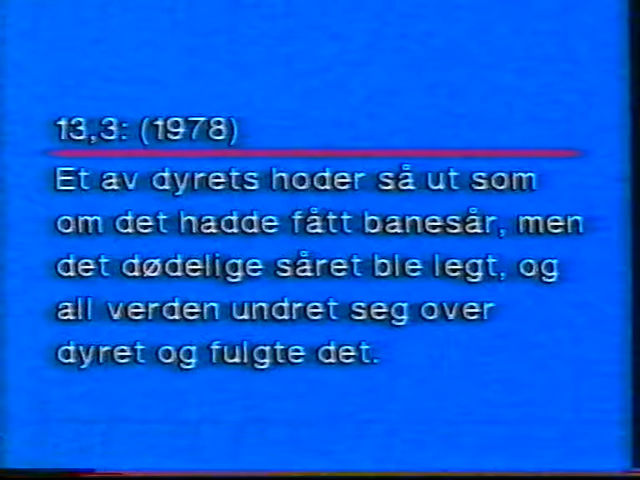 13,3: (1978)
Et av dyrets hoder så ut som
om det hadde fått banesår, men
det dødelige såret ble legt, og
all verden undret seg over
dyret og fulgte det.